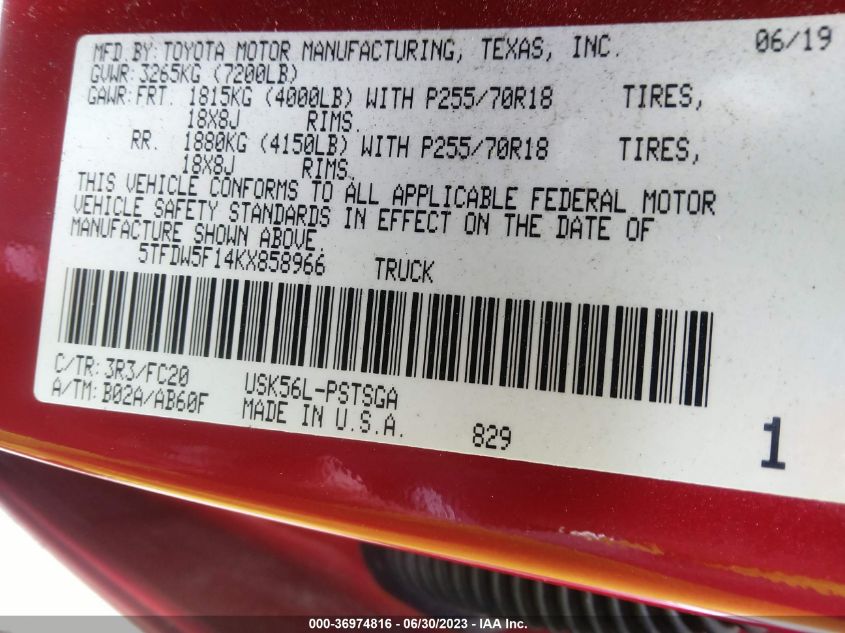 MFD. BY: TOYOTA MOTOR MANUFACTURING, TEXAS, INC. 06/19
GVWR: 3265KG (7200LB)
GAWR: FRT. 1815KG (4000LB) WITH P255/70R18 TIRES,
18X8J RIMS.
RR. 1880KG (4150LB) WITH P255/70R18 TIRES,
18X8J RIMS.
THIS VEHICLE CONFORMS TO ALL APPLICABLE FEDERAL MOTOR
VEHICLE SAFETY STANDARDS IN EFFECT ON THE DATE OF
MANUFACTURE SHOWN ABOVE.
5TFDW5F14KX858966 TRUCK
C/TR: 3R3/FC20 USK56L-PSTSGA
A/TM: B02A/AB60F MADE IN U.S.A. 829 1
000-36974816 - 06/30/2023 - IAA Inc.